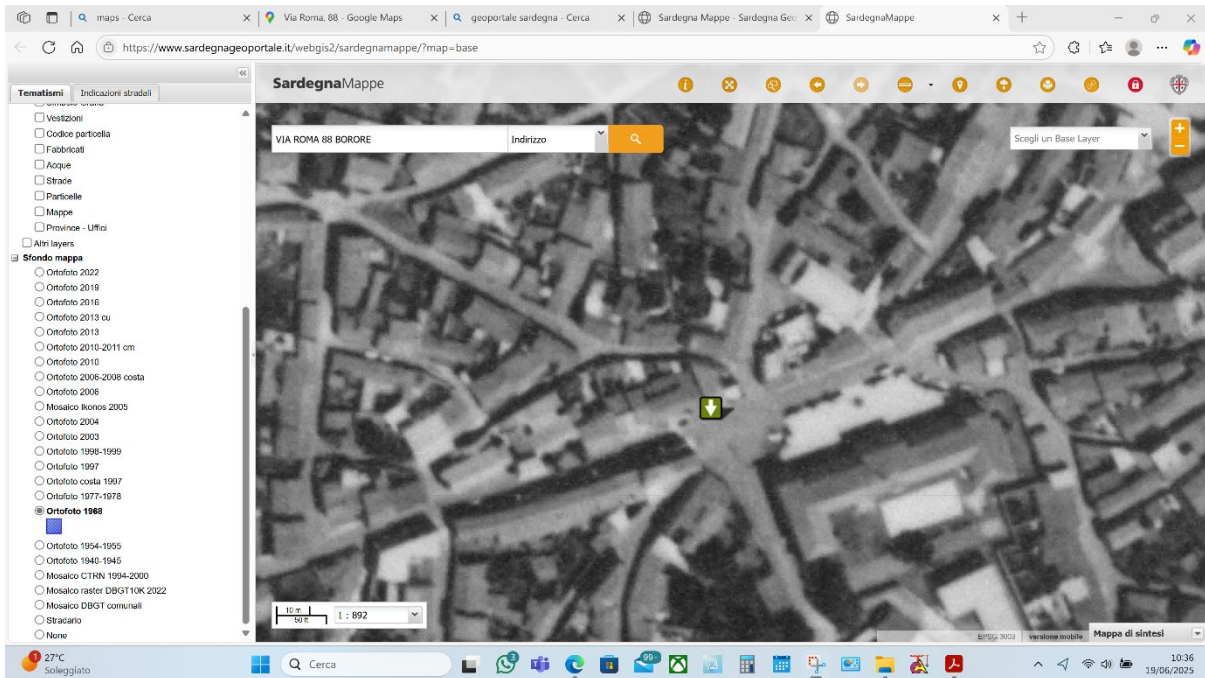 maps - Cerca
Via Roma, 88 - Google Maps
geoportale sardegna - Cerca
Sardegna Mappe - Sardegna Geo
SardegnaMappe
https://www.sardegnageoportale.it/webgis2/sardegnamappe/?map=base
Tematismi
Indicazioni stradali
SardegnaMappe
VIA ROMA 88 BORORE
Indirizzo
Scegli un Base Layer
Vestizioni
Codice particella
Fabbricati
Acque
Strade
Particelle
Mappe
Province - Uffici
Altri layers
Sfondo mappa
Ortofoto 2022
Ortofoto 2019
Ortofoto 2016
Ortofoto 2013 cu
Ortofoto 2013
Ortofoto 2010-2011 cm
Ortofoto 2010
Ortofoto 2006-2008 costa
Ortofoto 2006
Mosaico Ikonos 2005
Ortofoto 2004
Ortofoto 2003
Ortofoto 1998-1999
Ortofoto 1997
Ortofoto costa 1997
Ortofoto 1977-1978
Ortofoto 1968
Ortofoto 1954-1955
Ortofoto 1940-1945
Mosaico CTRN 1994-2000
Mosaico raster DBGT10K 2022
Mosaico DBGT comunali
Stradario
None
10 m
50 ft
1 : 892
EPSG:3003
versione mobile
Mappa di sintesi
27°C
Soleggiato
Cerca
99+
10:36
19/06/2025